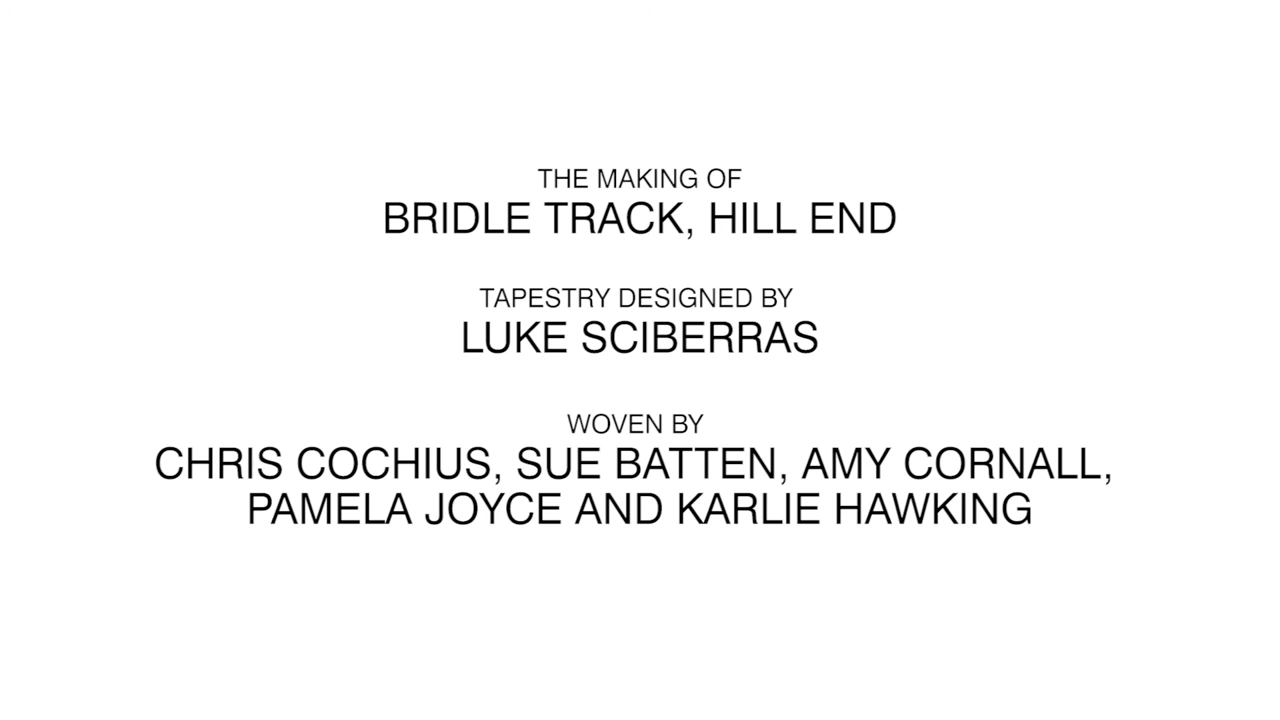 THE MAKING OF
BRIDLE TRACK, HILL END
TAPESTRY DESIGNED BY
LUKE SCIBERRAS
WOVEN BY
CHRIS COCHIUS, SUE BATTEN, AMY CORNALL,
PAMELA JOYCE AND KARLIE HAWKING